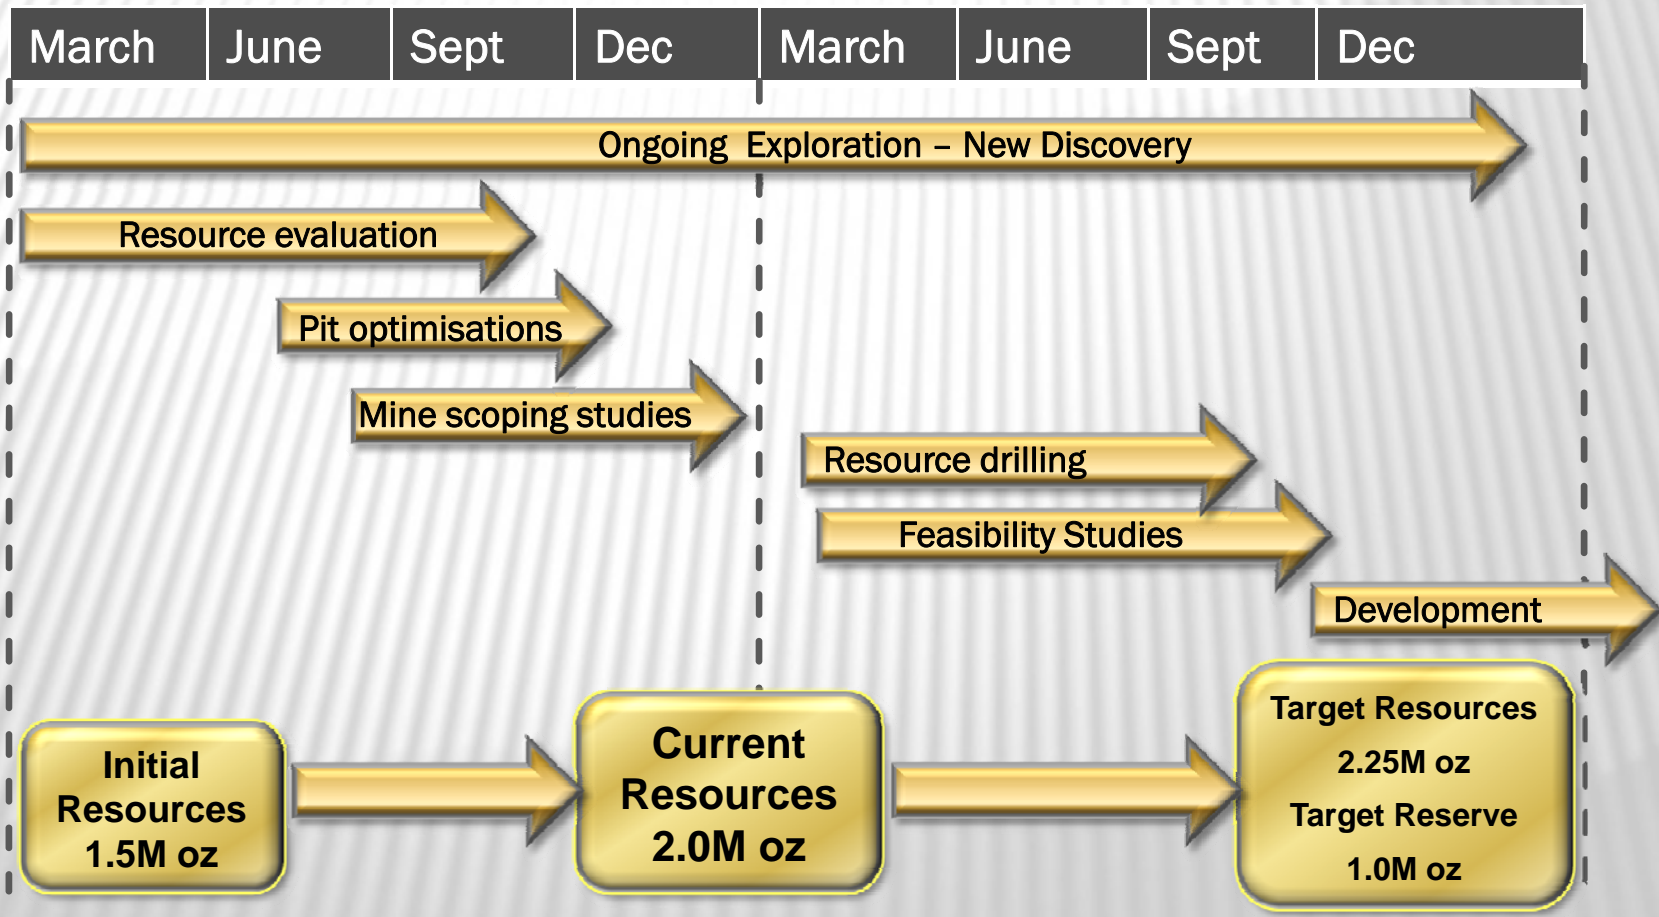 March June Sept Dec March June Sept Dec
Ongoing Exploration – New Discovery
Resource evaluation
Pit optimisations
Mine scoping studies
Resource drilling
Feasibility Studies
Development
Initial
Resources
1.5M oz
Current
Resources
2.0M oz
Target Resources
2.25M oz
Target Reserve
1.0M oz